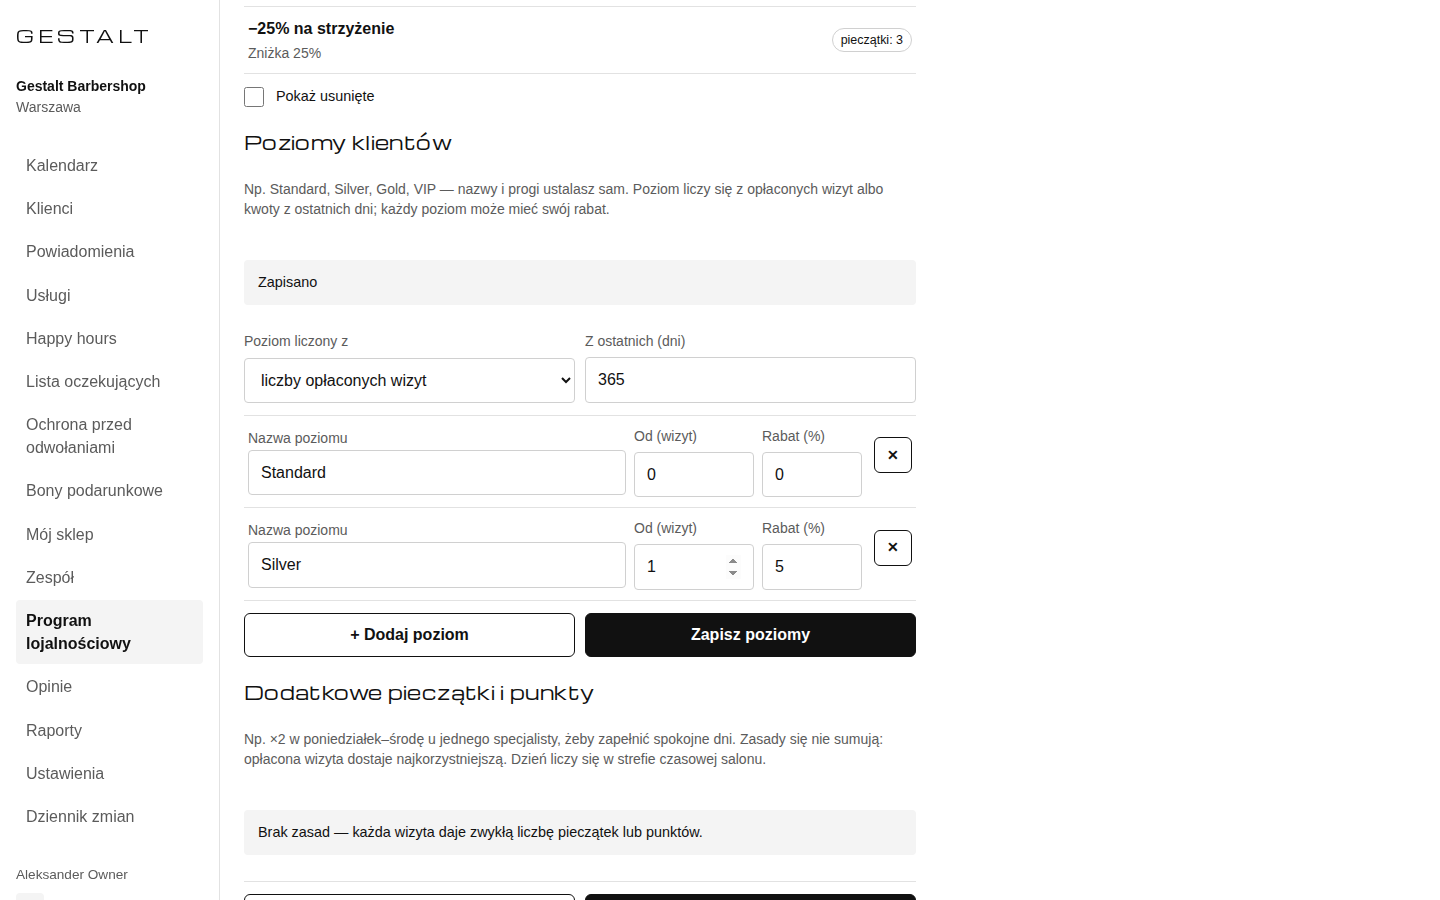 GESTALT
Gestalt Barbershop
Warszawa
Kalendarz
Klienci
Powiadomienia
Usługi
Happy hours
Lista oczekujących
Ochrona przed
odwołaniami
Bony podarunkowe
Mój sklep
Zespół
Program
lojalnościowy
Opinie
Raporty
Ustawienia
Dziennik zmian
Aleksander Owner
−25% na strzyżenie
Zniżka 25%
pieczątki: 3
Pokaż usunięte
Poziomy klientów
Np. Standard, Silver, Gold, VIP — nazwy i progi ustalasz sam. Poziom liczy się z opłaconych wizyt albo
kwoty z ostatnich dni; każdy poziom może mieć swój rabat.
Zapisano
Poziom liczony z
Z ostatnich (dni)
liczby opłaconych wizyt
365
Nazwa poziomu
Od (wizyt)
Rabat (%)
Standard
0
0
×
Nazwa poziomu
Od (wizyt)
Rabat (%)
Silver
1
5
×
+ Dodaj poziom
Zapisz poziomy
Dodatkowe pieczątki i punkty
Np. ×2 w poniedziałek–środę u jednego specjalisty, żeby zapełnić spokojne dni. Zasady się nie sumują:
opłacona wizyta dostaje najkorzystniejszą. Dzień liczy się w strefie czasowej salonu.
Brak zasad — każda wizyta daje zwykłą liczbę pieczątek lub punktów.